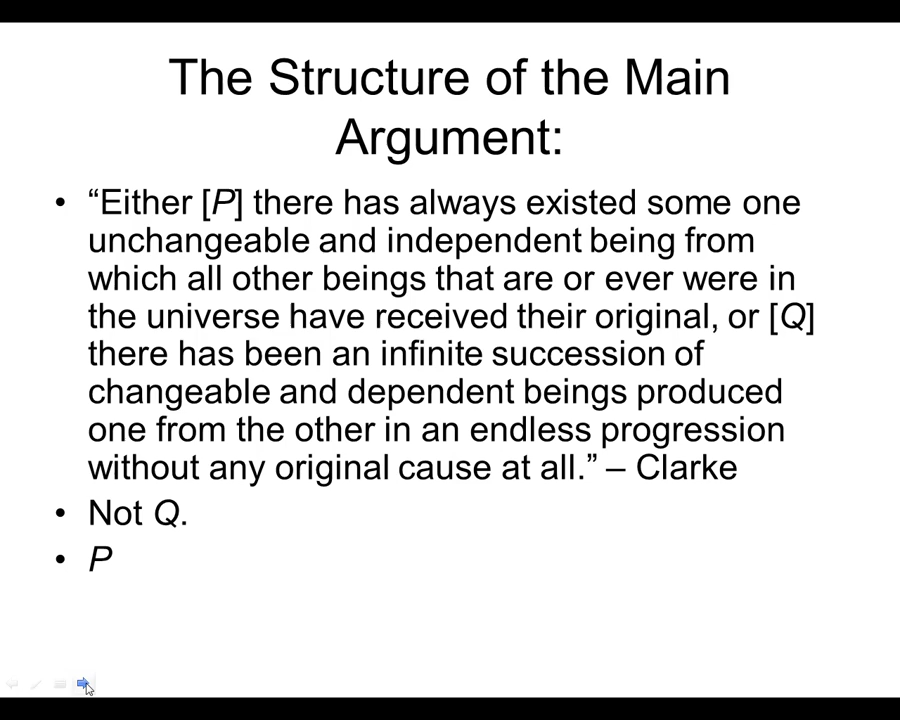 The Structure of the Main
Argument:
• “Either [P] there has always existed some one
unchangeable and independent being from
which all other beings that are or ever were in
the universe have received their original, or [Q]
there has been an infinite succession of
changeable and dependent beings produced
one from the other in an endless progression
without any original cause at all.” – Clarke
• Not Q.
• P